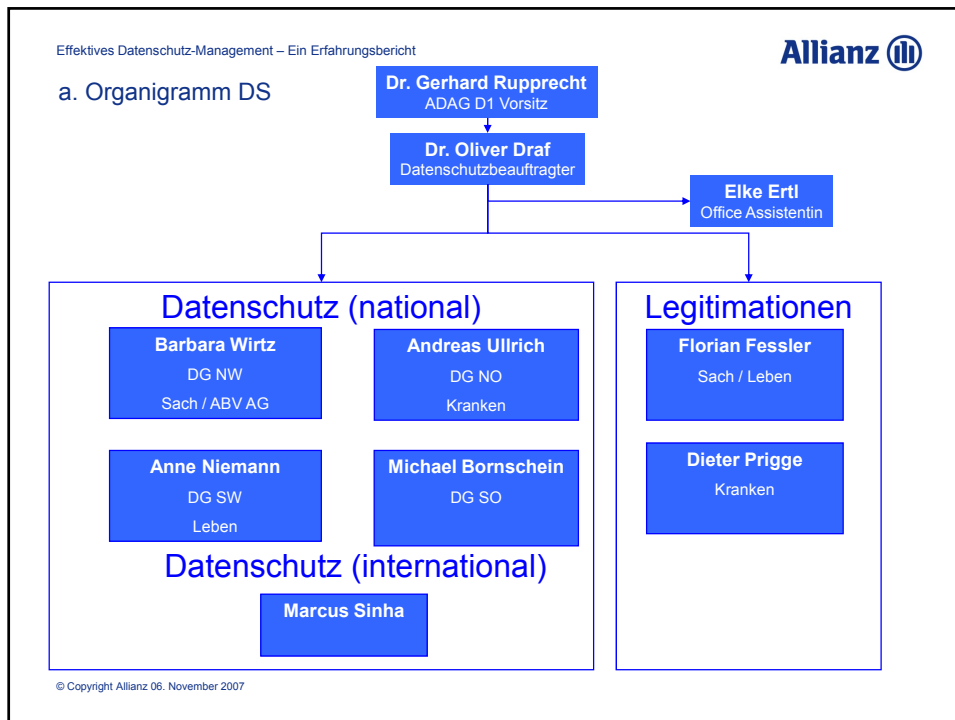 Effektives Datenschutz-Management – Ein Erfahrungsbericht
Allianz
a. Organigramm DS
Dr. Gerhard Rupprecht
ADAG D1 Vorsitz
Dr. Oliver Draf
Datenschutzbeauftragter
Elke Ertl
Office Assistentin
Datenschutz (national)
Barbara Wirtz
DG NW
Sach / ABV AG
Andreas Ullrich
DG NO
Kranken
Anne Niemann
DG SW
Leben
Michael Bornschein
DG SO
Datenschutz (international)
Marcus Sinha
Legitimationen
Florian Fessler
Sach / Leben
Dieter Prigge
Kranken
© Copyright Allianz 06. November 2007